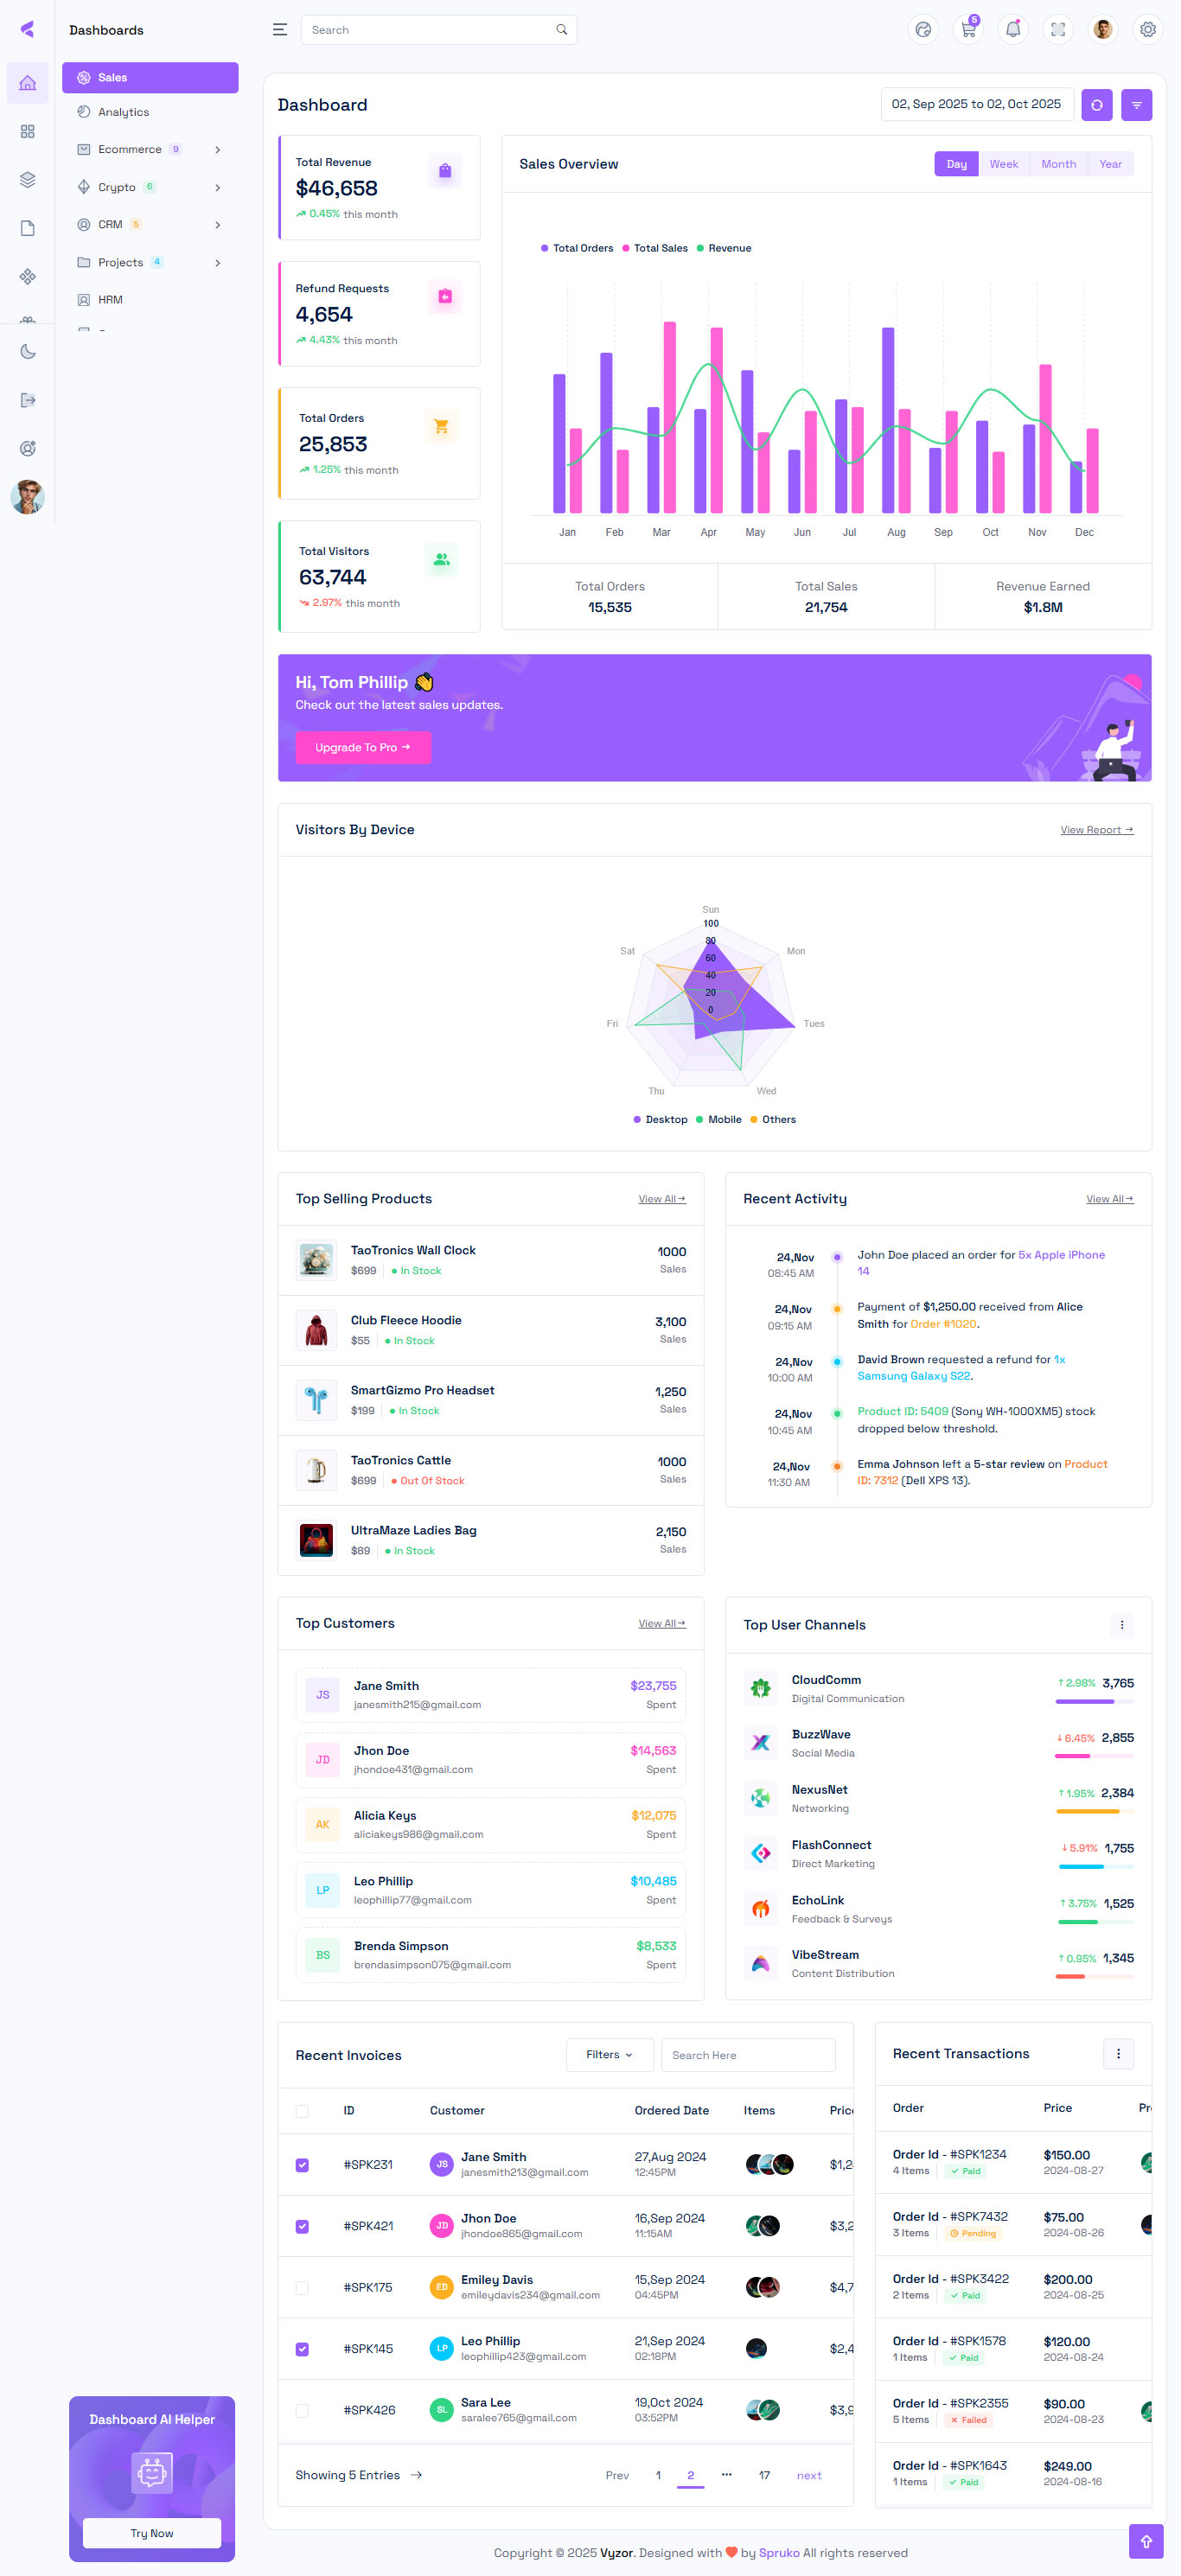 Dashboards
Search
5
Sales
Analytics
Ecommerce 9
Crypto 6
CRM 5
Projects 4
HRM
Dashboard
02, Sep 2025 to 02, Oct 2025
Total Revenue
$46,658
0.45% this month
Refund Requests
4,654
4.43% this month
Total Orders
25,853
1.25% this month
Total Visitors
63,744
2.97% this month
Sales Overview
Day Week Month Year
Total Orders Total Sales Revenue
Jan Feb Mar Apr May Jun Jul Aug Sep Oct Nov Dec
Total Orders
15,535
Total Sales
21,754
Revenue Earned
$1.8M
Hi, Tom Phillip 👋
Check out the latest sales updates.
Upgrade To Pro →
Visitors By Device
View Report →
Sun
100
80
60
40
20
0
Sat
Mon
Fri
Tues
Thu
Wed
Desktop Mobile Others
Top Selling Products
View All→
TaoTronics Wall Clock
$699 In Stock
1000
Sales
Club Fleece Hoodie
$55 In Stock
3,100
Sales
SmartGizmo Pro Headset
$199 In Stock
1,250
Sales
TaoTronics Cattle
$699 Out Of Stock
1000
Sales
UltraMaze Ladies Bag
$89 In Stock
2,150
Sales
Recent Activity
View All→
24,Nov
08:45 AM
John Doe placed an order for 5x Apple iPhone
14
24,Nov
09:15 AM
Payment of $1,250.00 received from Alice
Smith for Order #1020.
24,Nov
10:00 AM
David Brown requested a refund for 1x
Samsung Galaxy S22.
24,Nov
10:45 AM
Product ID: 5409 (Sony WH-1000XM5) stock
dropped below threshold.
24,Nov
11:30 AM
Emma Johnson left a 5-star review on Product
ID: 7312 (Dell XPS 13).
Top Customers
View All→
JS
Jane Smith
janesmith215@gmail.com
$23,755
Spent
JD
Jhon Doe
jhondoe431@gmail.com
$14,563
Spent
AK
Alicia Keys
aliciakeys986@gmail.com
$12,075
Spent
LP
Leo Phillip
leophillip77@gmail.com
$10,485
Spent
BS
Brenda Simpson
brendasimpson075@gmail.com
$8,533
Spent
Top User Channels
CloudComm
Digital Communication
↑2.98% 3,765
BuzzWave
Social Media
↓6.45% 2,855
NexusNet
Networking
↑1.95% 2,384
FlashConnect
Direct Marketing
↓5.91% 1,755
EchoLink
Feedback & Surveys
↑3.75% 1,525
VibeStream
Content Distribution
↑0.95% 1,345
Recent Invoices
Filters
Search Here
ID Customer Ordered Date Items Price
#SPK231
JS
Jane Smith
janesmith213@gmail.com
27,Aug 2024
12:45PM
$1,2
#SPK421
JD
Jhon Doe
jhondoe865@gmail.com
16,Sep 2024
11:15AM
$3,2
#SPK175
ED
Emiley Davis
emileydavis234@gmail.com
15,Sep 2024
04:45PM
$4,7
#SPK145
LP
Leo Phillip
leophillip423@gmail.com
21,Sep 2024
02:18PM
$2,4
#SPK426
SL
Sara Lee
saralee765@gmail.com
19,Oct 2024
03:52PM
$3,9
Showing 5 Entries →
Prev 1 2 ··· 17 next
Recent Transactions
Order Price Pr
Order Id - #SPK1234
4 Items Paid
$150.00
2024-08-27
Order Id - #SPK7432
3 Items Pending
$75.00
2024-08-26
Order Id - #SPK3422
2 Items Paid
$200.00
2024-08-25
Order Id - #SPK1578
1 Items Paid
$120.00
2024-08-24
Order Id - #SPK2355
5 Items Failed
$90.00
2024-08-23
Order Id - #SPK1643
1 Items Paid
$249.00
2024-08-16
Dashboard AI Helper
Try Now
Copyright © 2025 Vyzor. Designed with ❤ by Spruko All rights reserved